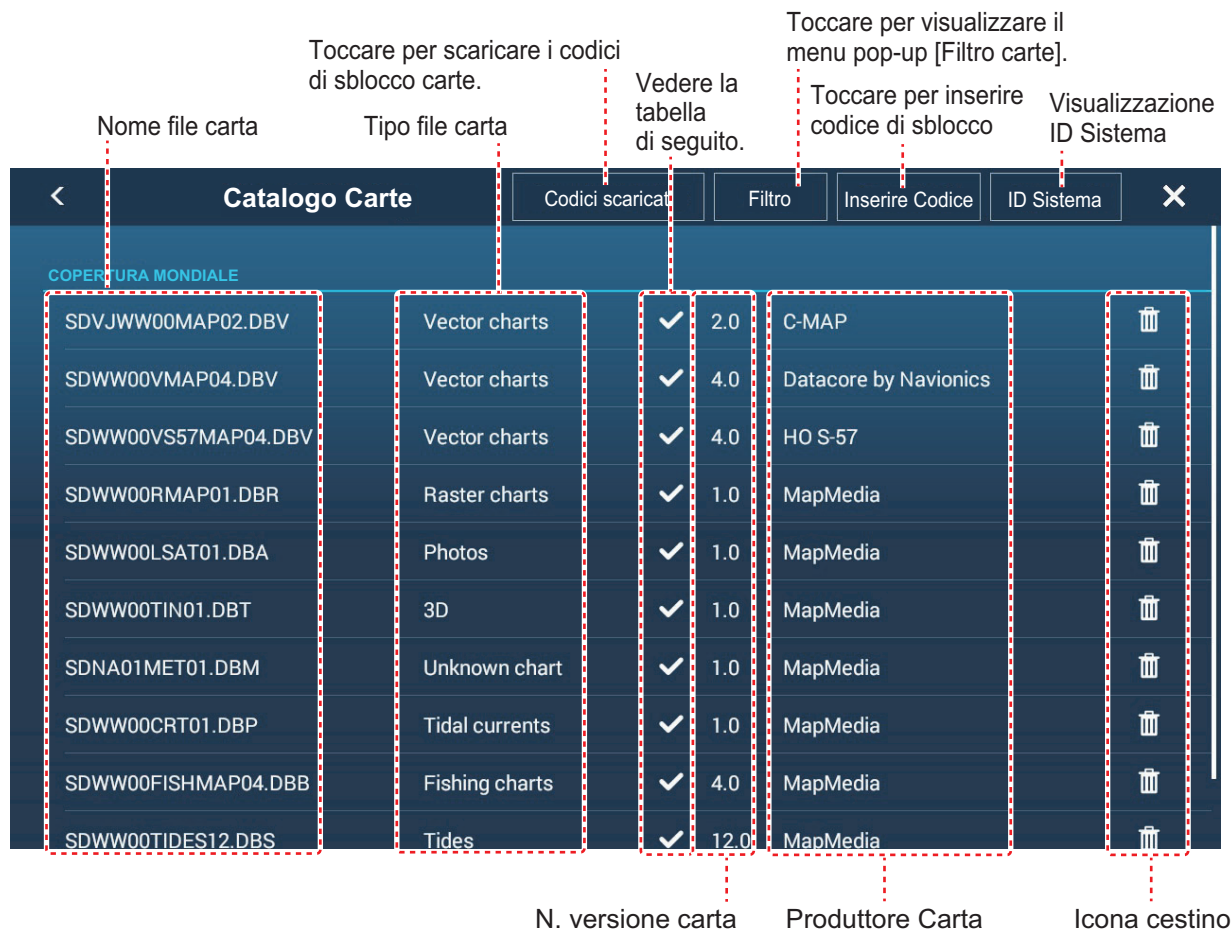 Toccare per visualizzare il
menu pop-up [Filtro carte].
Toccare per scaricare i codici
di sblocco carte.
Vedere la
tabella
di seguito.
Toccare per inserire
codice di sblocco
Visualizzazione
ID Sistema
Nome file carta
Tipo file carta
Catalogo Carte Codici scaricat Filtro Inserire Codice ID Sistema
COPERTURA MONDIALE
SDVJWW00MAP02.DBV Vector charts 2.0 C-MAP
SDWW00VMAP04.DBV Vector charts 4.0 Datacore by Navionics
SDWW00VS57MAP04.DBV Vector charts 4.0 HO S-57
SDWW00RMAP01.DBR Raster charts 1.0 MapMedia
SDWW00LSAT01.DBA Photos 1.0 MapMedia
SDWW00TIN01.DBT 3D 1.0 MapMedia
SDNA01MET01.DBM Unknown chart 1.0 MapMedia
SDWW00CRT01.DBP Tidal currents 1.0 MapMedia
SDWW00FISHMAP04.DBB Fishing charts 4.0 MapMedia
SDWW00TIDES12.DBS Tides 12.0 MapMedia
N. versione carta Produttore Carta Icona cestino